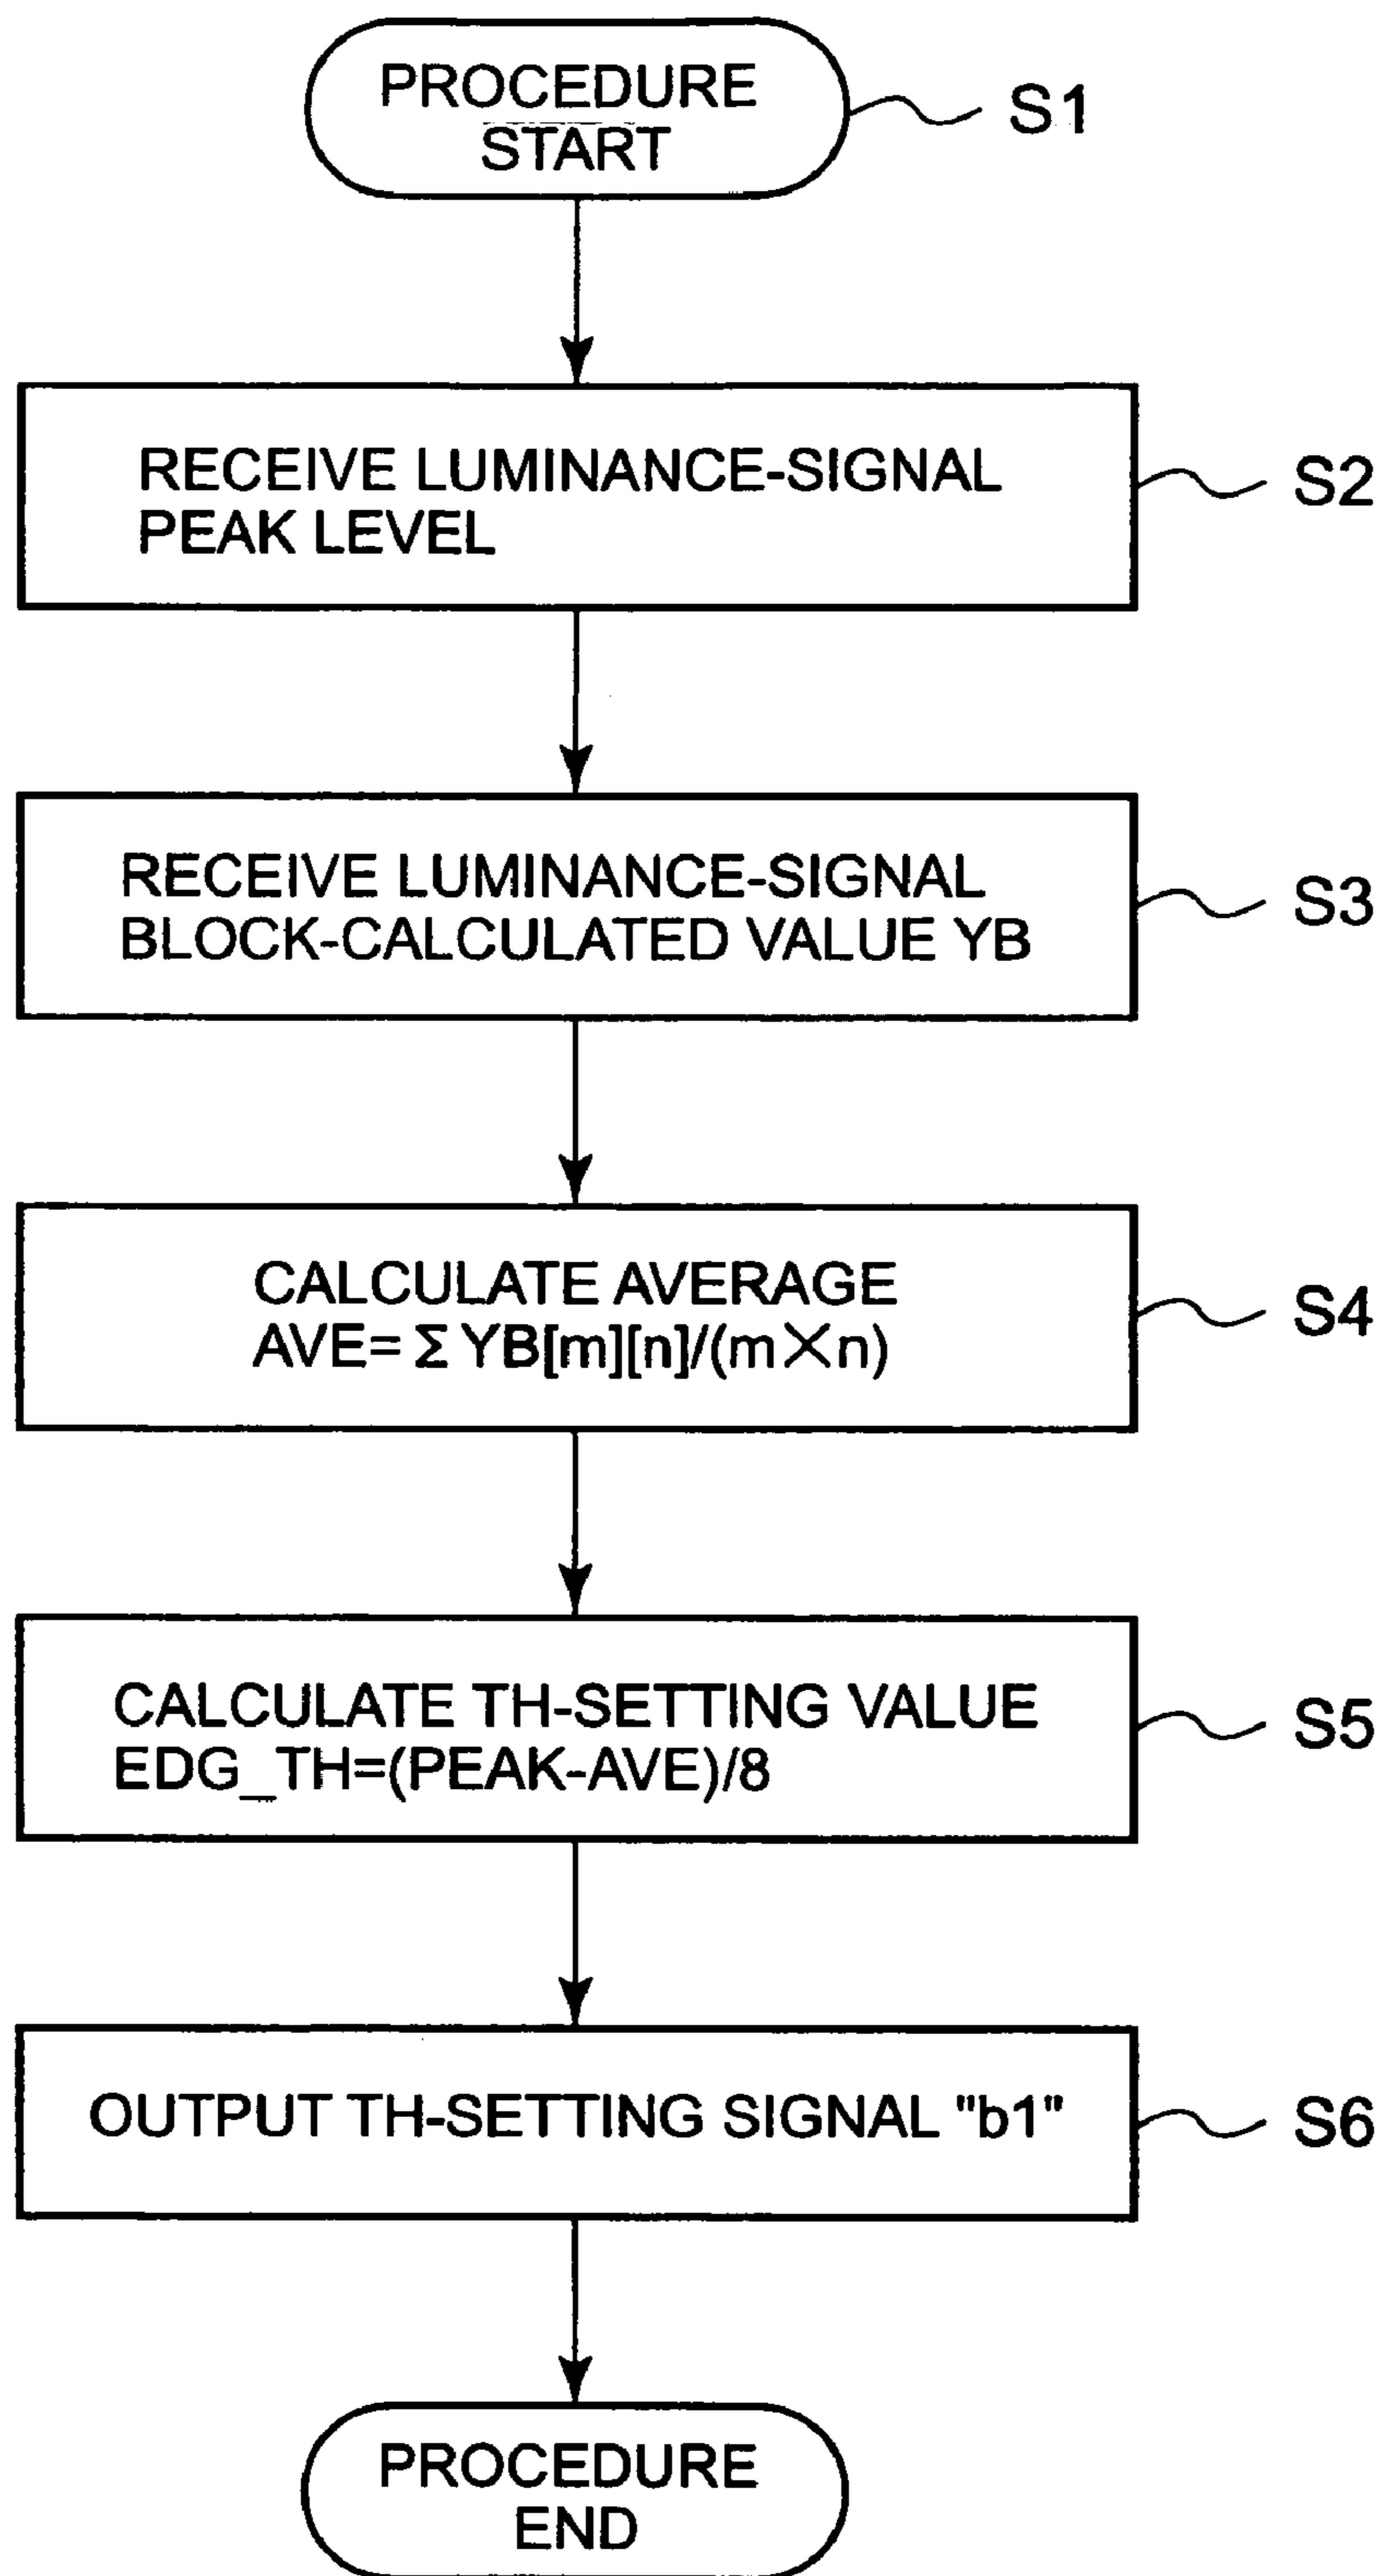 PROCEDURE
START
S1
RECEIVE LUMINANCE-SIGNAL
PEAK LEVEL
S2
RECEIVE LUMINANCE-SIGNAL
BLOCK-CALCULATED VALUE YB
S3
CALCULATE AVERAGE
AVE=ΣYB[m][n]/(m×n)
S4
CALCULATE TH-SETTING VALUE
EDG_TH=(PEAK-AVE)/8
S5
OUTPUT TH-SETTING SIGNAL "b1"
S6
PROCEDURE
END